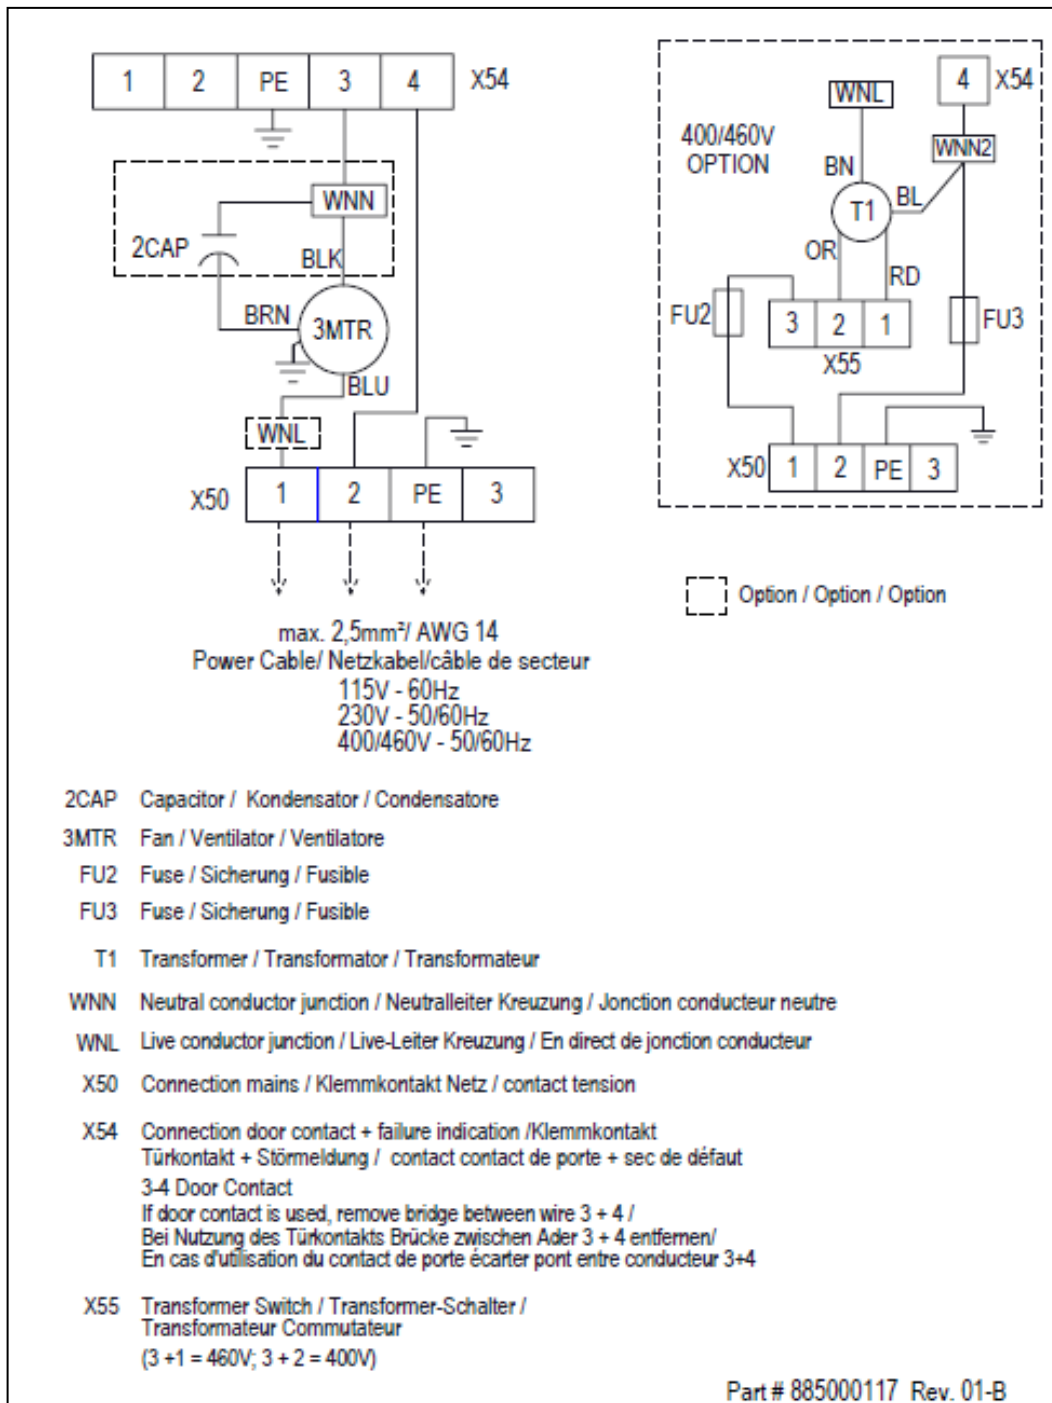 1 2 PE 3 4 X54
WNN
2CAP
BLK
BRN
3MTR
BLU
WNL
X50 1 2 PE 3
max. 2,5mm²/ AWG 14
Power Cable/ Netzkabel/câble de secteur
115V - 60Hz
230V - 50/60Hz
400/460V - 50/60Hz
400/460V
OPTION
WNL
4 X54
WNN2
BN
BL
T1
OR
RD
FU2
3 2 1
FU3
X55
X50 1 2 PE 3
Option / Option / Option
2CAP Capacitor / Kondensator / Condensatore
3MTR Fan / Ventilator / Ventilatore
FU2 Fuse / Sicherung / Fusible
FU3 Fuse / Sicherung / Fusible
T1 Transformer / Transformator / Transformateur
WNN Neutral conductor junction / Neutralleiter Kreuzung / Jonction conducteur neutre
WNL Live conductor junction / Live-Leiter Kreuzung / En direct de jonction conducteur
X50 Connection mains / Klemmkontakt Netz / contact tension
X54 Connection door contact + failure indication /Klemmkontakt
Türkontakt + Störmeldung / contact contact de porte + sec de défaut
3-4 Door Contact
If door contact is used, remove bridge between wire 3 + 4 /
Bei Nutzung des Türkontakts Brücke zwischen Ader 3 + 4 entfernen/
En cas d'utilisation du contact de porte écarter pont entre conducteur 3+4
X55 Transformer Switch / Transformer-Schalter /
Transformateur Commutateur
(3 +1 = 460V; 3 + 2 = 400V)
Part # 885000117 Rev. 01-B